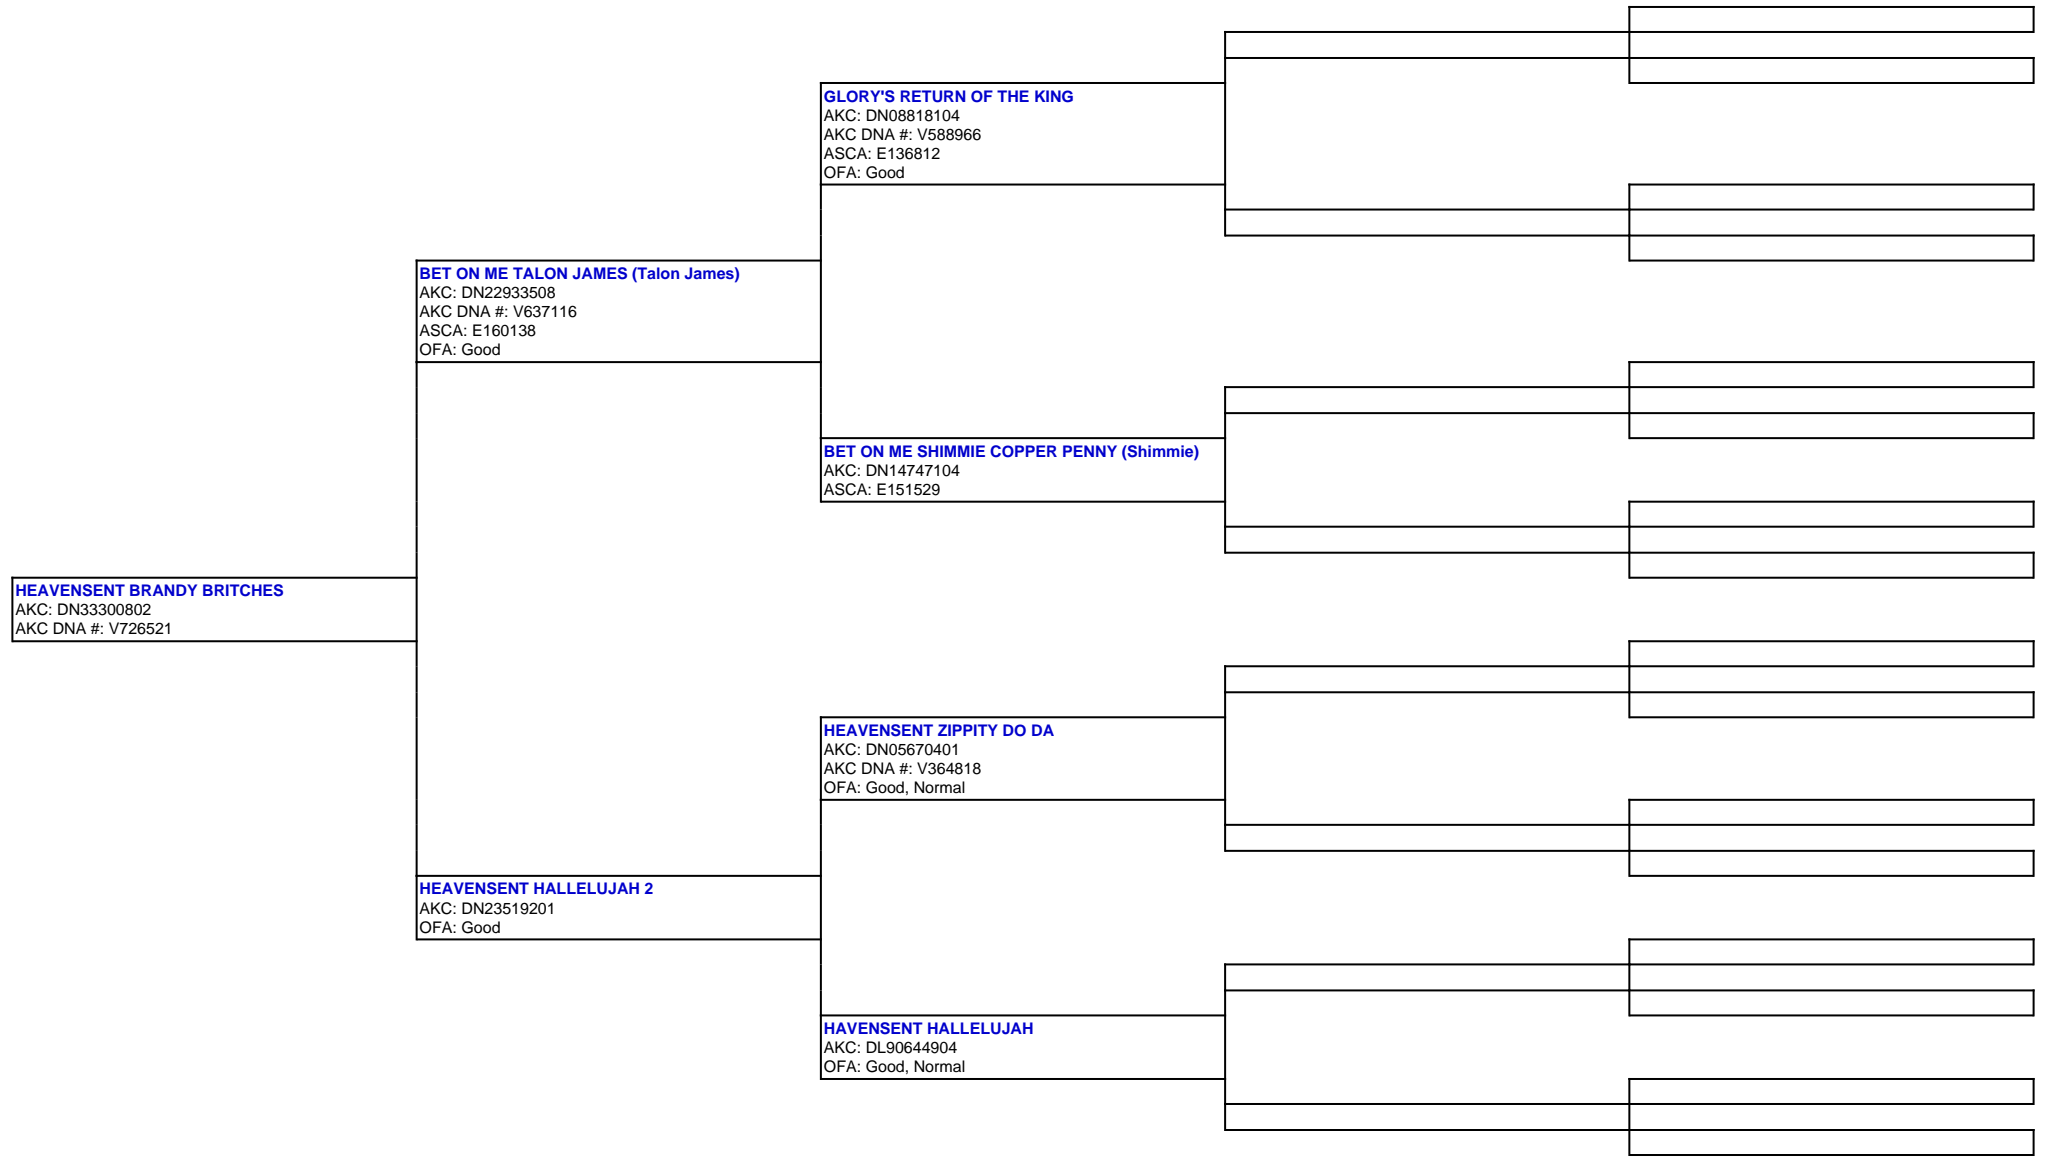 GLORY'S RETURN OF THE KING
AKC: DN08818104
AKC DNA #: V588966
ASCA: E136812
OFA: Good
BET ON ME TALON JAMES (Talon James)
AKC: DN22933508
AKC DNA #: V637116
ASCA: E160138
OFA: Good
BET ON ME SHIMMIE COPPER PENNY (Shimmie)
AKC: DN14747104
ASCA: E151529
HEAVENSENT BRANDY BRITCHES
AKC: DN33300802
AKC DNA #: V726521
HEAVENSENT ZIPPITY DO DA
AKC: DN05670401
AKC DNA #: V364818
OFA: Good, Normal
HEAVENSENT HALLELUJAH 2
AKC: DN23519201
OFA: Good
HAVENSENT HALLELUJAH
AKC: DL90644904
OFA: Good, Normal